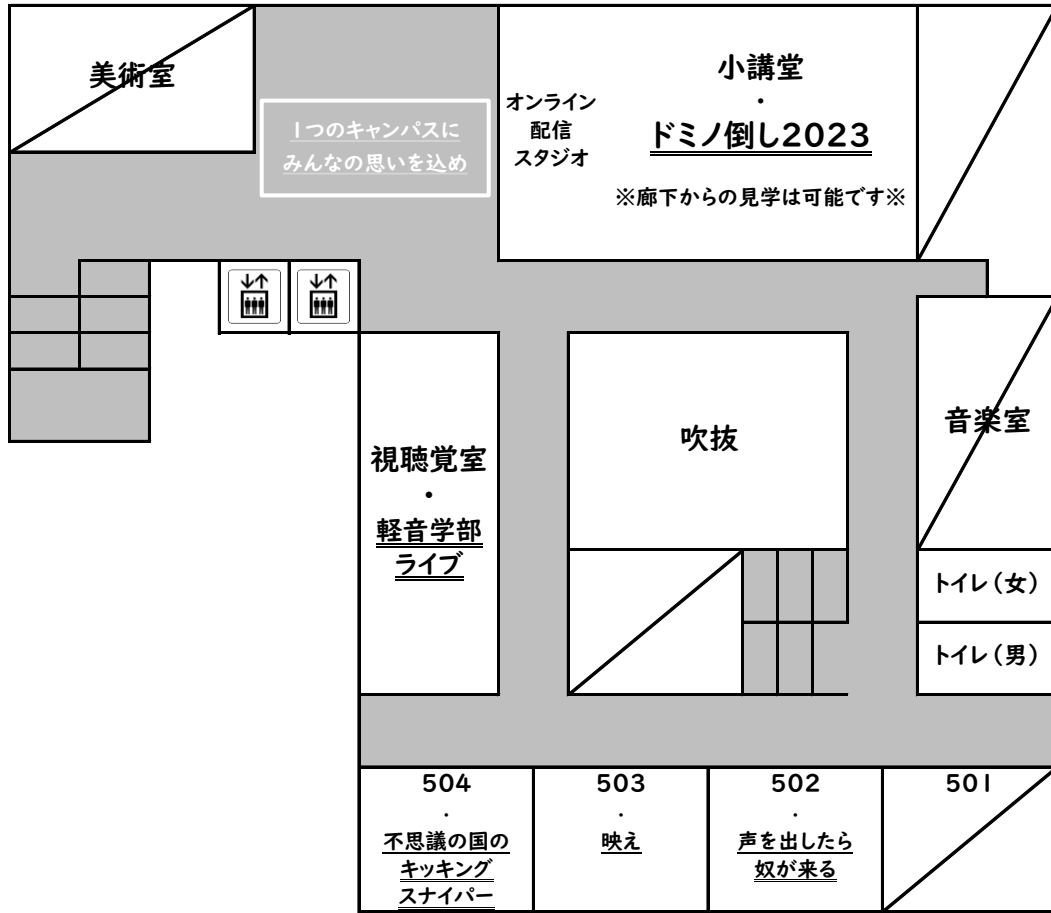 美術室
1つのキャンパスに
みんなの思いを込め
オンライン
配信
スタジオ
小講堂
・
ドミノ倒し2023
※廊下からの見学は可能です※
視聴覚室
・
軽音学部
ライブ
吹抜
音楽室
トイレ(女)
トイレ(男)
504
・
不思議の国の
キッキング
スナイパー
503
・
映え
502
・
声を出したら
奴が来る
501